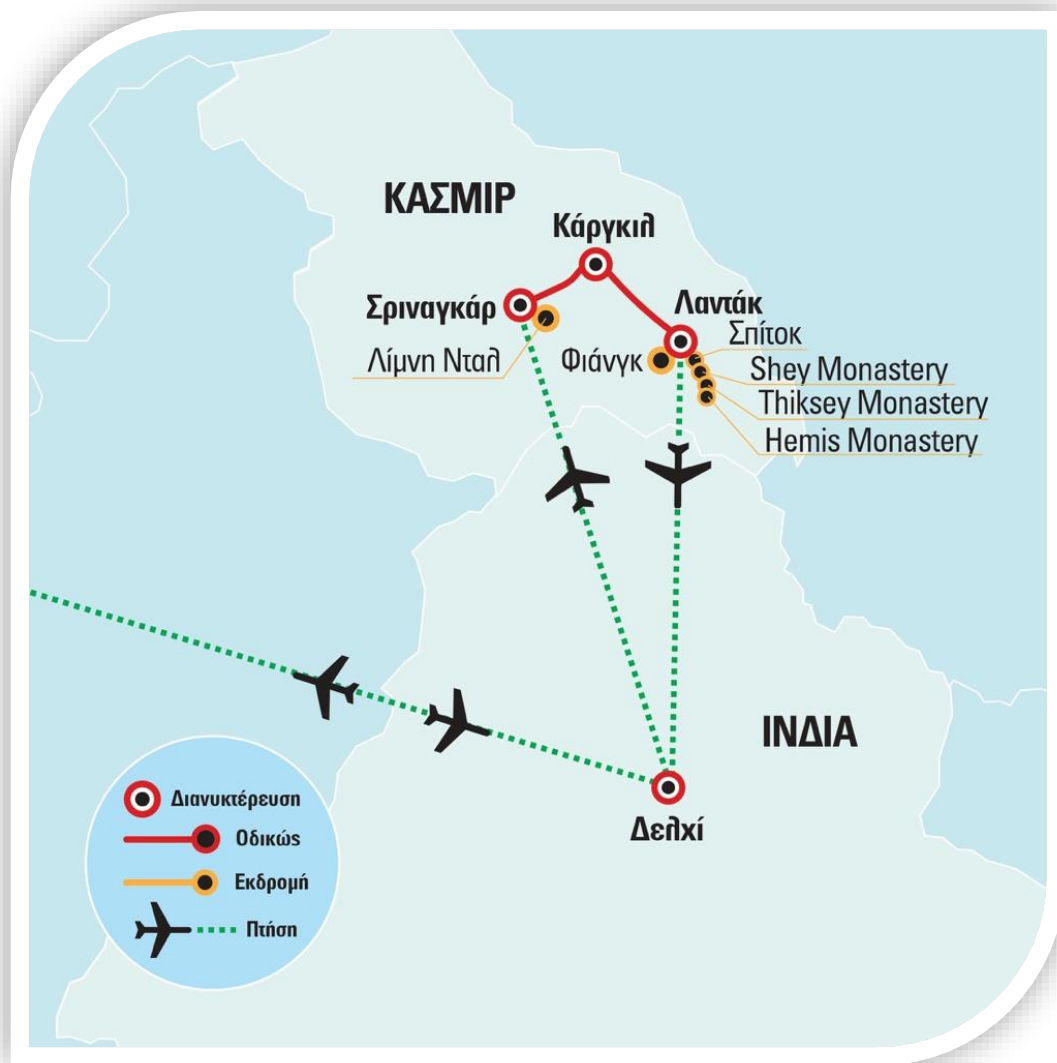 ΚΑΣΜΙΡ
Κάργκιλ
Σριναγκάρ
Λαντάκ
Λίμνη Νταλ
Φιάνγκ
Σπίτοκ
Shey Monastery
Thiksey Monastery
Hemis Monastery
ΙΝΔΙΑ
Δελχί
Διανυκτέρευση
Οδικώς
Εκδρομή
Πτήση